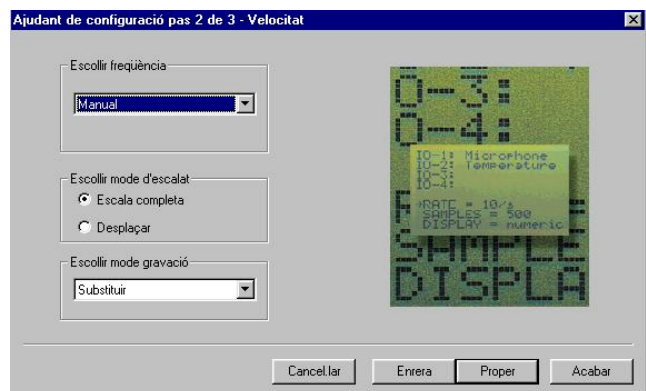 Ajudant de configuració pas 2 de 3 - Velocitat
Escollir freqüència
Manual
Escollir mode d'escalat
Escala completa
Desplaçar
Escollir mode gravació
Substituir
O-3:
O-4:
IO-1: Microphone
IO-2: Temperature
IO-3:
IO-4:
RATE = 10/s
SAMPLES = 500
DISPLAY = numeric
SAMPLE
DISPLA
Cancel.lar
Enrera
Proper
Acabar